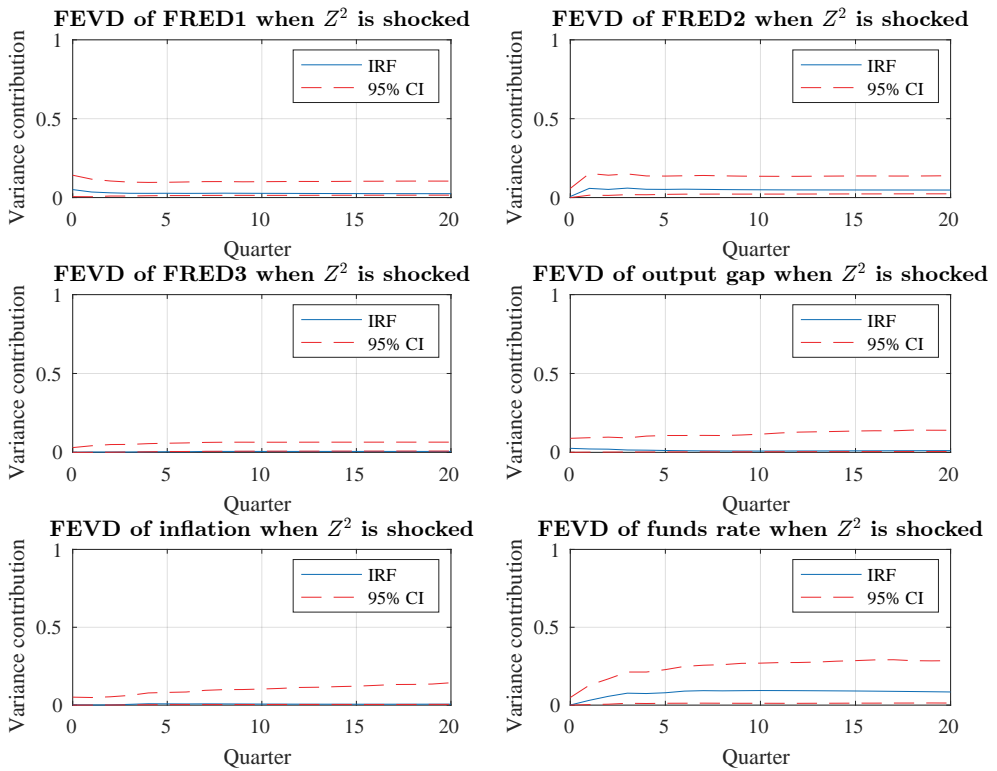 FEVD of FRED1 when Z² is shocked
1
0.5
0
Variance contribution
IRF
95% CI
0 5 10 15 20
Quarter
FEVD of FRED2 when Z² is shocked
1
0.5
0
Variance contribution
IRF
95% CI
0 5 10 15 20
Quarter
FEVD of FRED3 when Z² is shocked
1
0.5
0
Variance contribution
IRF
95% CI
0 5 10 15 20
Quarter
FEVD of output gap when Z² is shocked
1
0.5
0
Variance contribution
IRF
95% CI
0 5 10 15 20
Quarter
FEVD of inflation when Z² is shocked
1
0.5
0
Variance contribution
IRF
95% CI
0 5 10 15 20
Quarter
FEVD of funds rate when Z² is shocked
1
0.5
0
Variance contribution
IRF
95% CI
0 5 10 15 20
Quarter